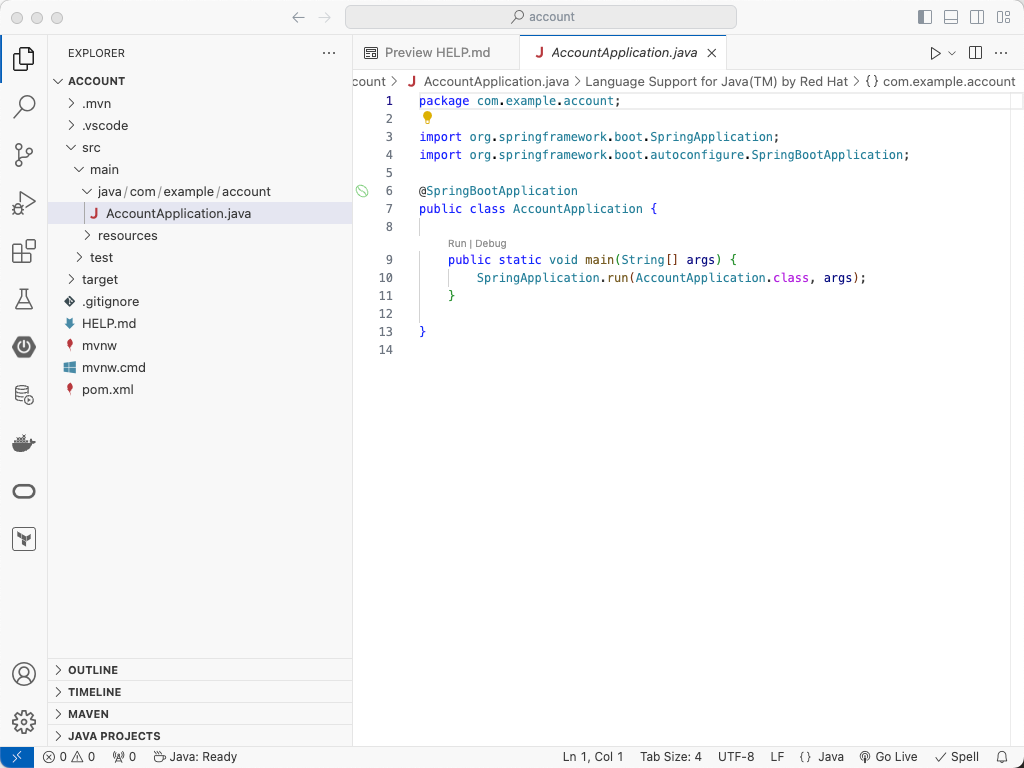 account
EXPLORER
ACCOUNT
.mvn
.vscode
src
main
java/com/example/account
AccountApplication.java
resources
test
target
.gitignore
HELP.md
mvnw
mvnw.cmd
pom.xml
OUTLINE
TIMELINE
MAVEN
JAVA PROJECTS
Preview HELP.md
J AccountApplication.java
count > J AccountApplication.java > Language Support for Java(TM) by Red Hat > {} com.example.account
1 package com.example.account;
2
3 import org.springframework.boot.SpringApplication;
4 import org.springframework.boot.autoconfigure.SpringBootApplication;
5
6 @SpringBootApplication
7 public class AccountApplication {
8
Run | Debug
9 public static void main(String[] args) {
10 SpringApplication.run(AccountApplication.class, args);
11 }
12
13 }
14
0 0 0 Java: Ready Ln 1, Col 1 Tab Size: 4 UTF-8 LF {} Java Go Live Spell